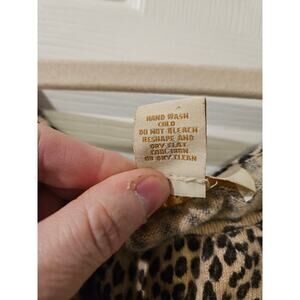 HAND WASH
COLD
DO NOT BLEACH
RESHAPE AND
DRY FLAT
COOL IRON
OR DRY CLEAN